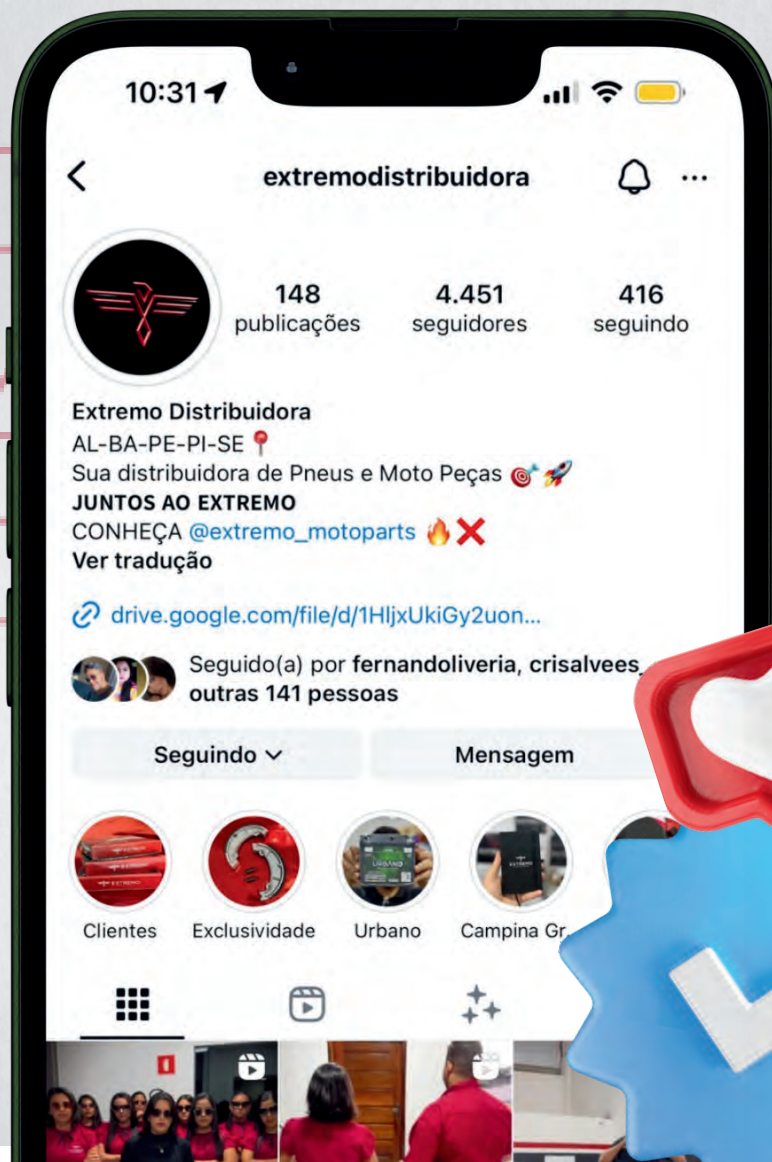 10:31
extremodistribuidora
148 4.451 416
publicações seguidores seguindo
Extremo Distribuidora
AL-BA-PE-PI-SE
Sua distribuidora de Pneus e Moto Peças
JUNTOS AO EXTREMO
CONHEÇA @extremo_motoparts
Ver tradução
drive.google.com/file/d/1HljxUkiGy2uon...
Seguido(a) por fernandoliveria, crisalvees_
outras 141 pessoas
Seguindo Mensagem
URBANO
EXTREMO
Clientes Exclusividade Urbano Campina Gr